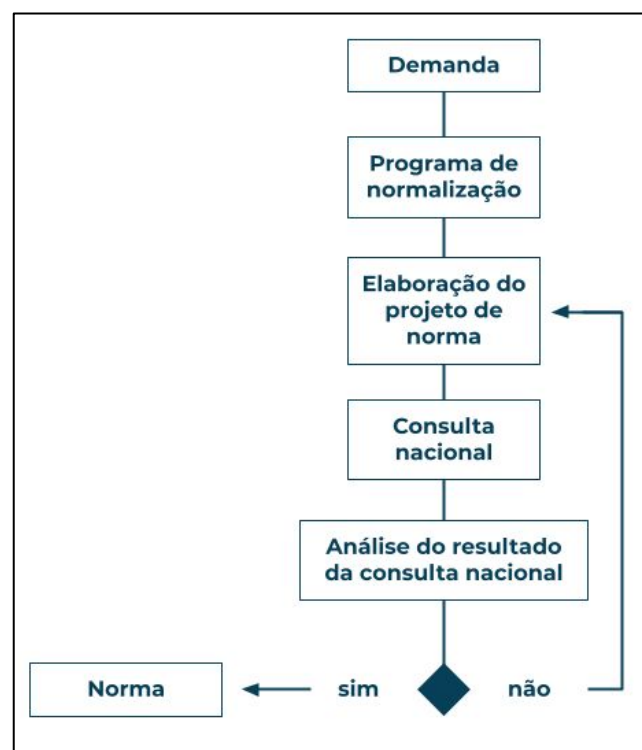 Demanda
Programa de
normalização
Elaboração do
projeto de
norma
Consulta
nacional
Análise do resultado
da consulta nacional
Norma
sim
não